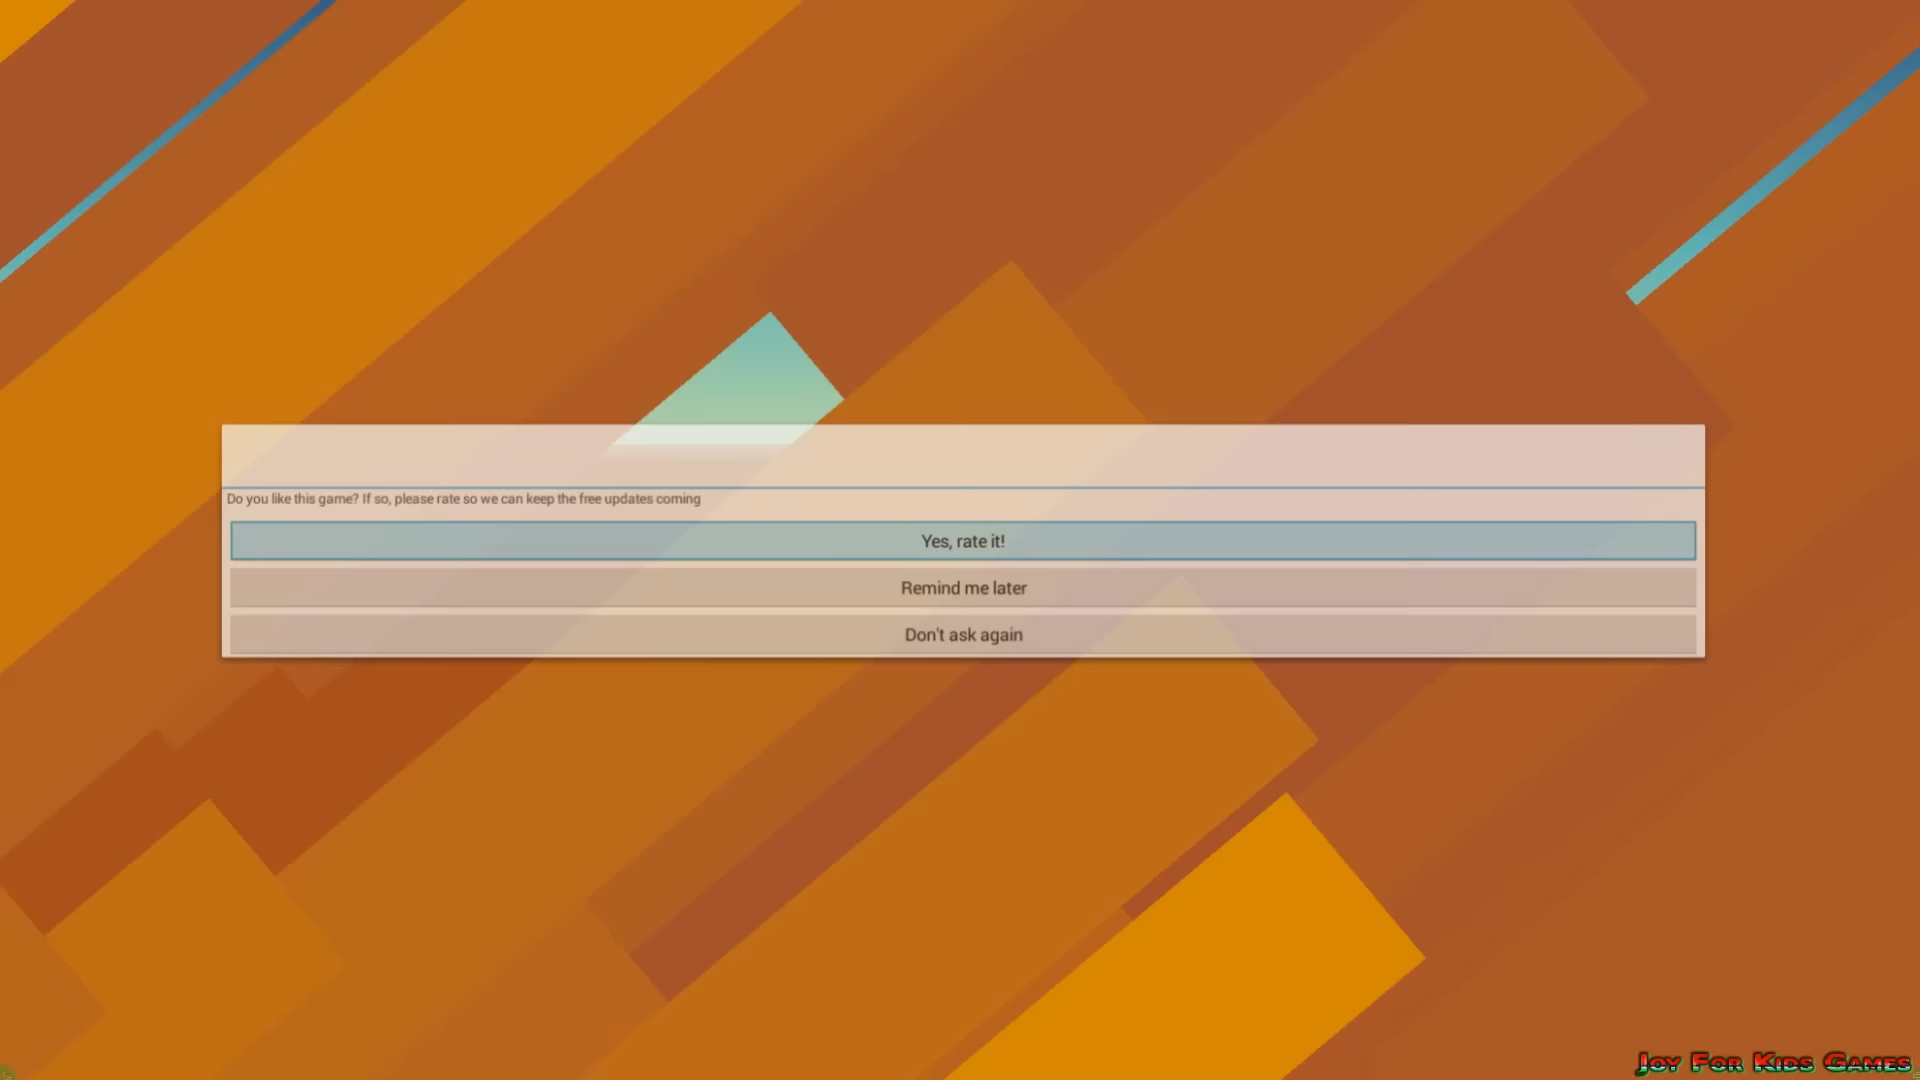 Do you like this game? If so, please rate so we can keep the free updates coming
Yes, rate it!
Remind me later
Don't ask again
Joy For Kids Games